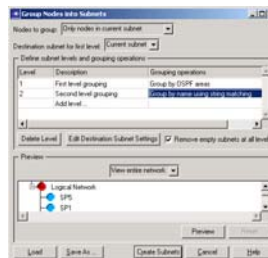 Group Nodes into Subnets
Nodes to group: Only nodes in current subnet
Destination subnet for first level: Current subnet
Define subnet levels and grouping operations
Level Description Grouping operations
1 First level grouping Group by OSPF areas
2 Second level grouping Group by name using string matching
Add level...
Delete Level Edit Destination Subnet Settings Remove empty subnets at all level
Preview
View entire network
Logical Network
SP5
SP1
Preview
Load Save As... Create Subnets Cancel Help